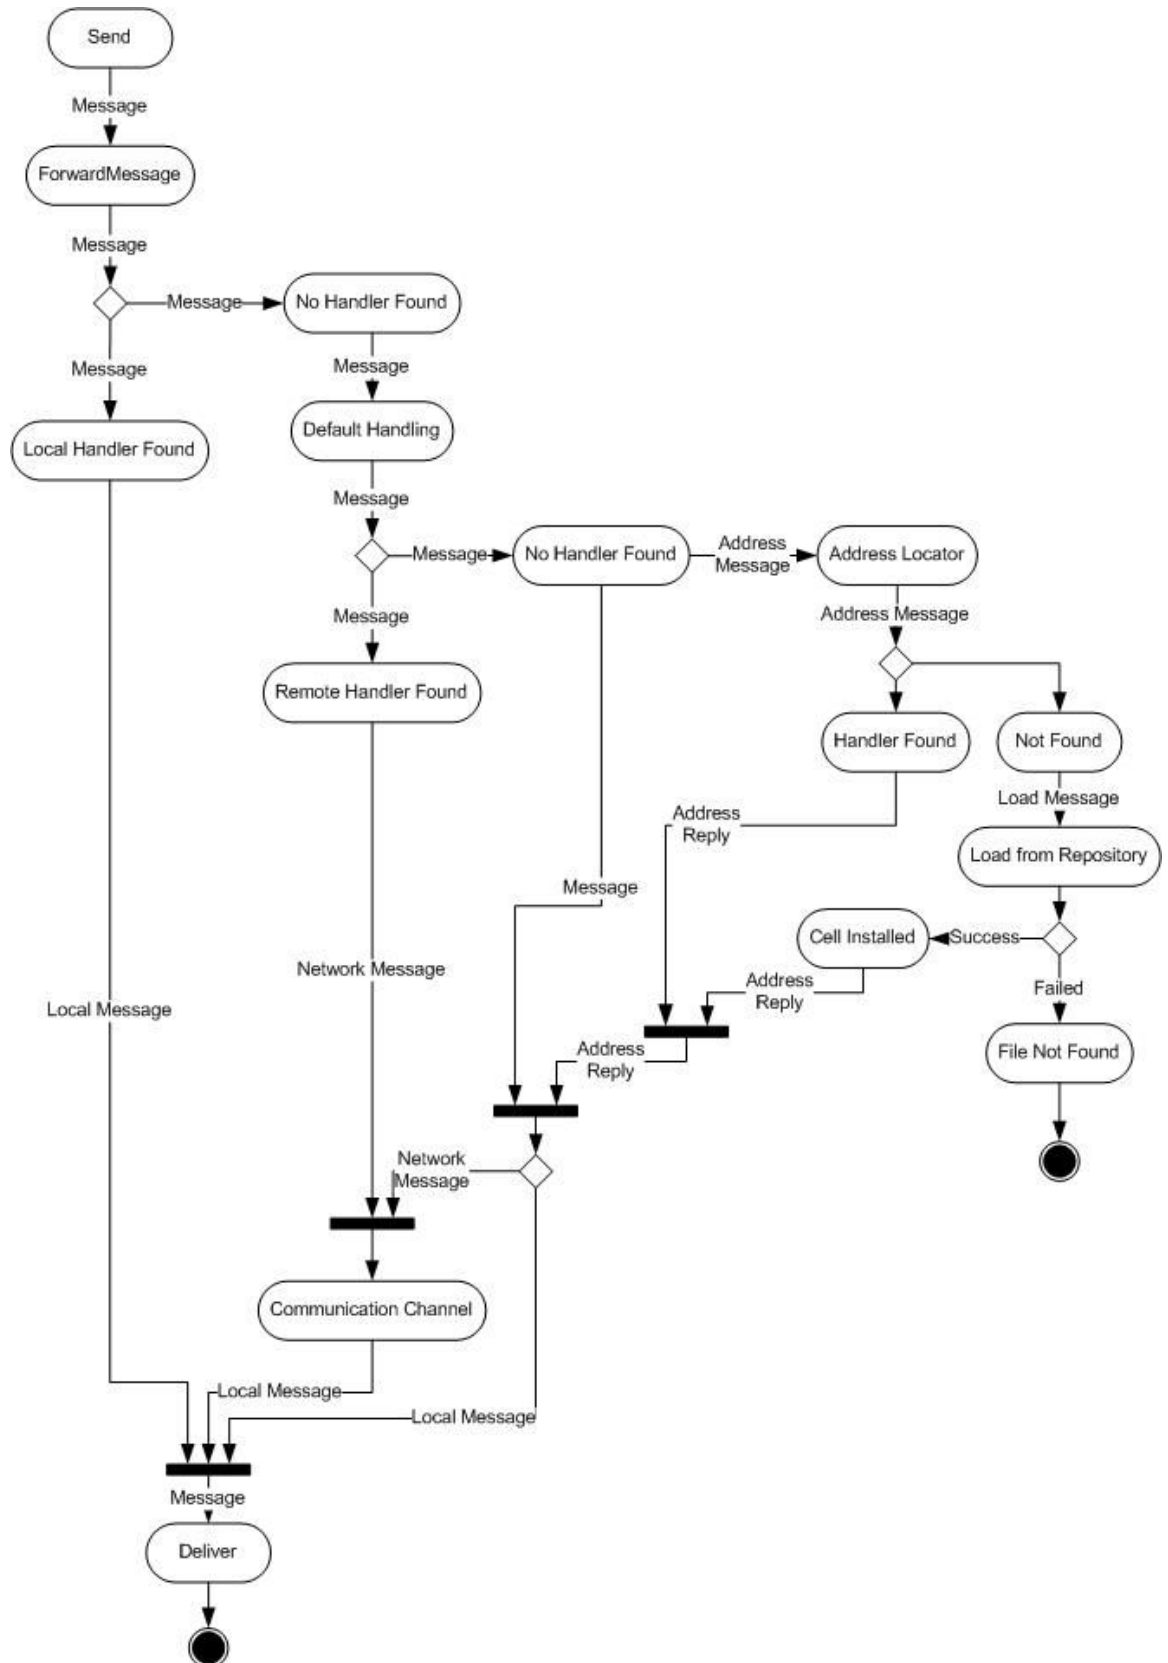 Send
Message
ForwardMessage
Message
Message
No Handler Found
Message
Message
Local Handler Found
Default Handling
Message
Message
No Handler Found
Address
Message
Address Locator
Message
Address Message
Remote Handler Found
Handler Found
Not Found
Load Message
Address
Reply
Load from Repository
Message
Cell Installed
Success
Network Message
Address
Reply
Failed
Local Message
File Not Found
Address
Reply
Network
Message
Communication Channel
Local Message
Local Message
Message
Deliver